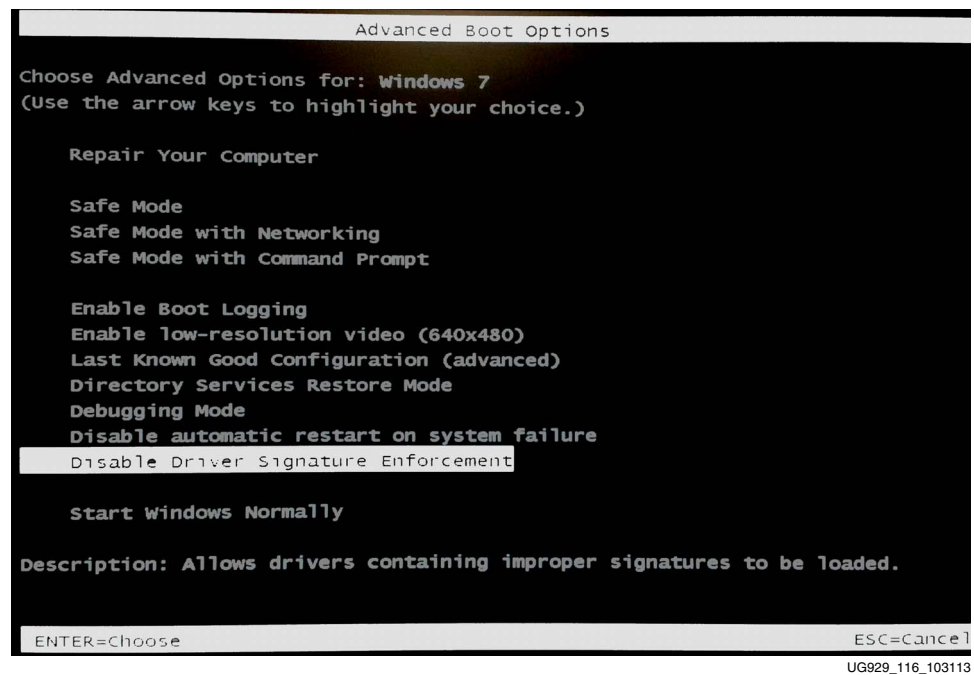 Advanced Boot Options
Choose Advanced Options for: Windows 7
(Use the arrow keys to highlight your choice.)
Repair Your Computer
Safe Mode
Safe Mode with Networking
Safe Mode with Command Prompt
Enable Boot Logging
Enable low-resolution video (640x480)
Last Known Good Configuration (advanced)
Directory Services Restore Mode
Debugging Mode
Disable automatic restart on system failure
Disable Driver Signature Enforcement
Start Windows Normally
Description: Allows drivers containing improper signatures to be loaded.
ENTER=Choose ESC=Cancel
UG929_116_103113